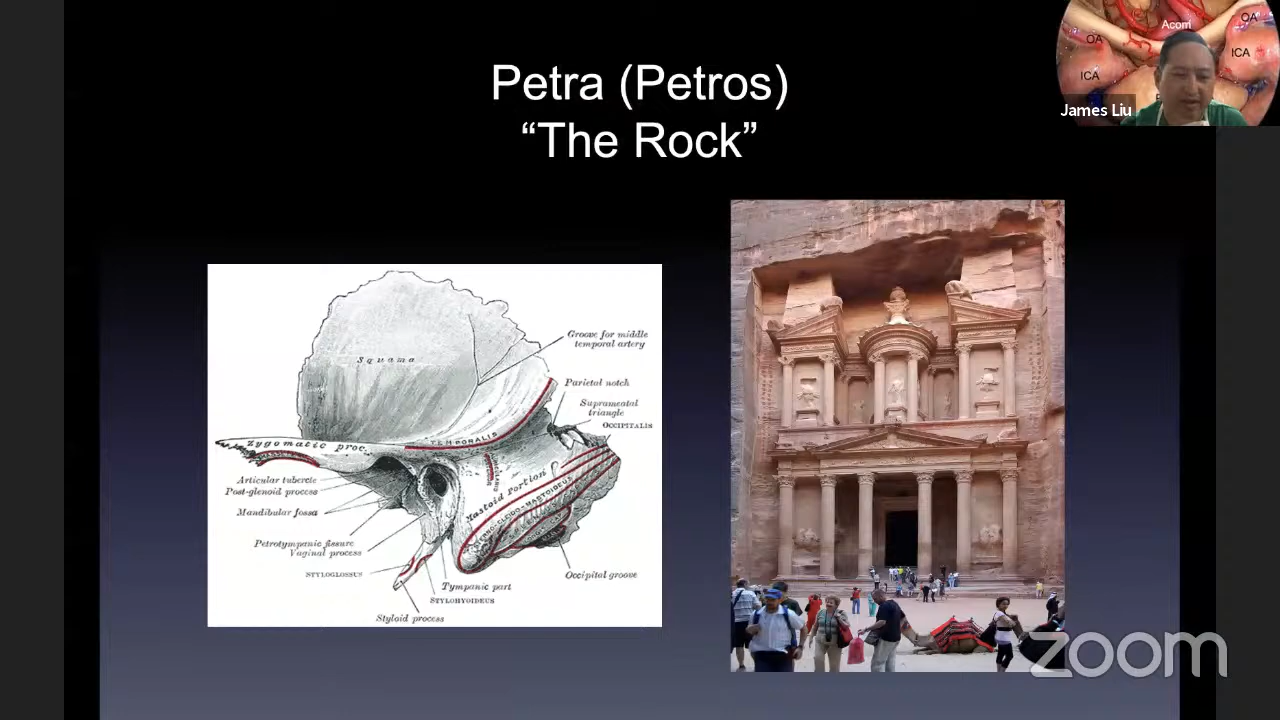 Petra (Petros)
“The Rock”
OA
Acom
OA
ICA
ICA
James Liu
Squama
Groove for middle
temporal artery
Parietal notch
Suprameatal
triangle
OCCIPITALIS
Zygomatic proc.
TEMPORALIS
Articular tubercle
Post-glenoid process
Mandibular fossa
Mastoid portion
STERNO-CLEIDO-MASTOIDEUS
Petrotympanic fissure
Vaginal process
STYLOGLOSSUS
Tympanic part
Occipital groove
STYLOHYOIDEUS
Styloid process
zoom